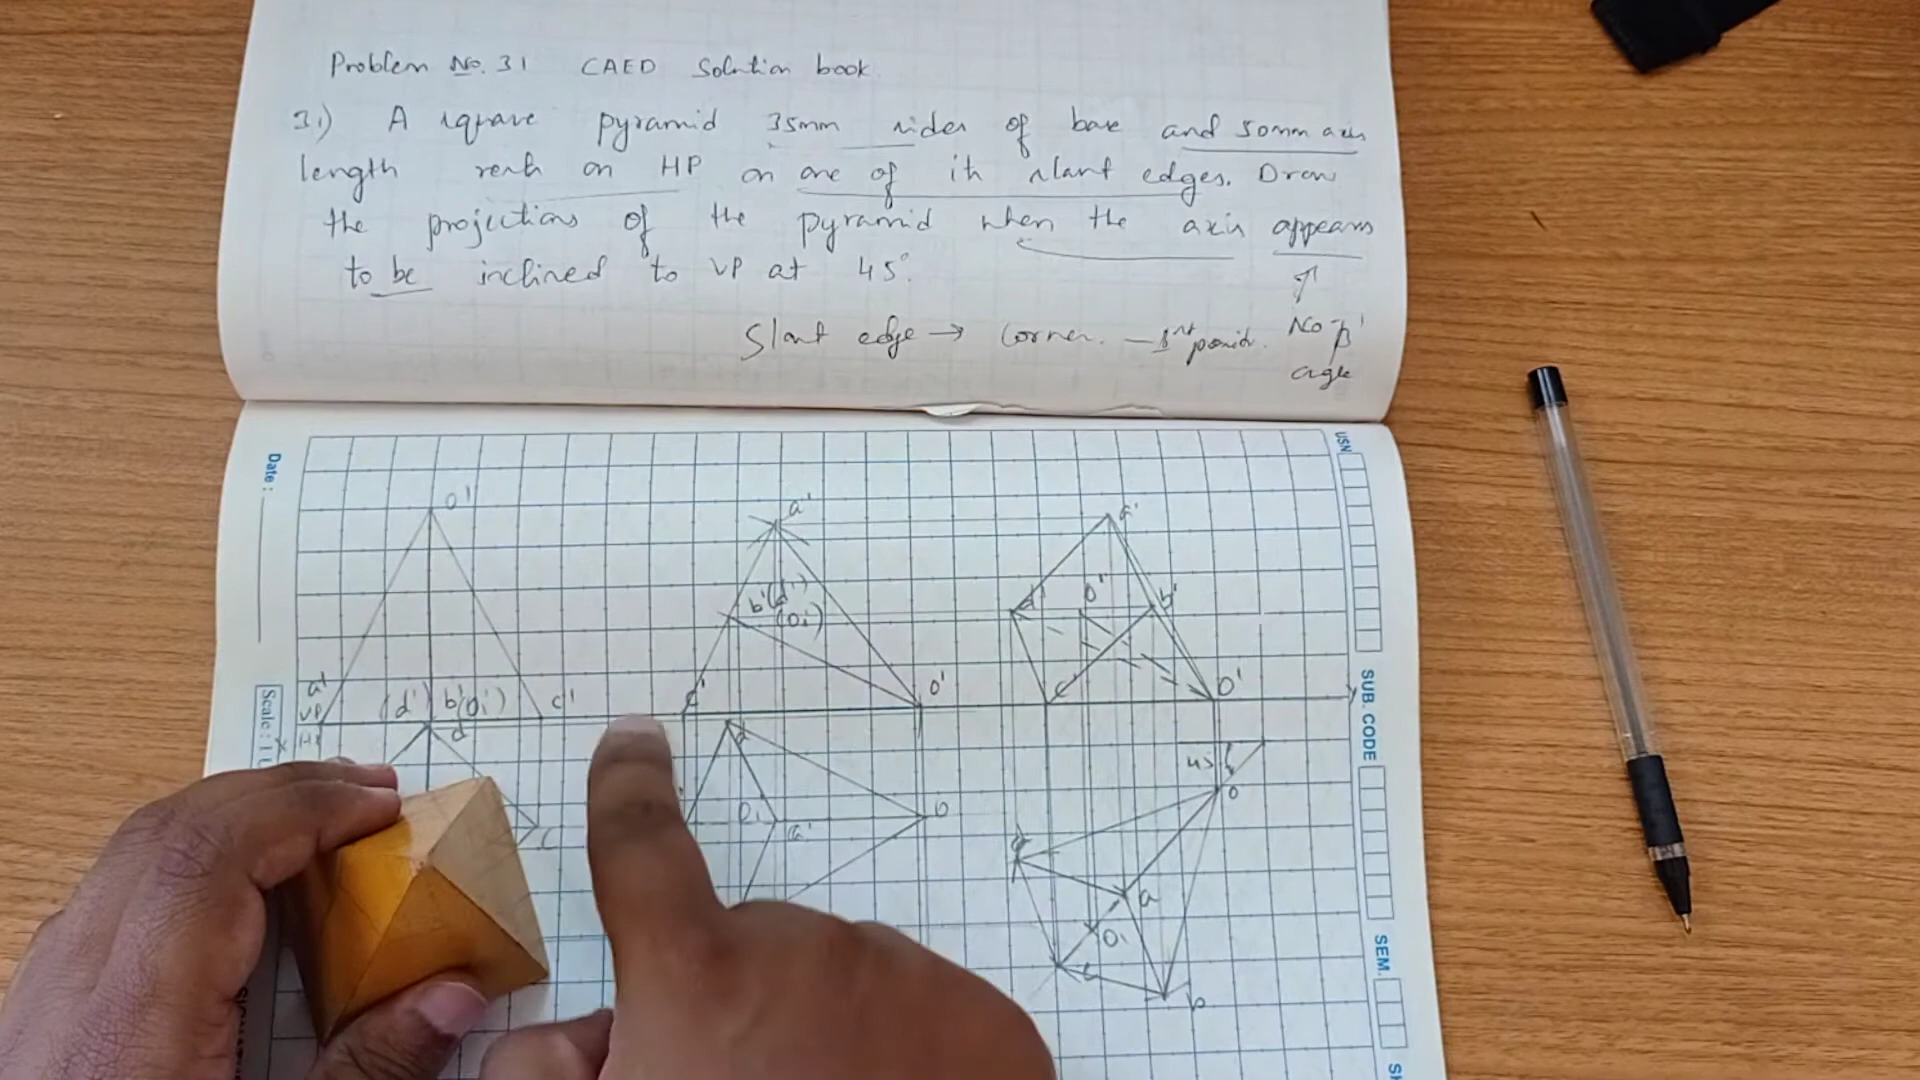 Problem No. 31 CAED Solution book.
31) A square pyramid 35mm sides of base and 50mm axis
length rests on HP on one of its slant edges. Draw
the projections of the pyramid when the axis appears
to be inclined to VP at 45°.
Slant edge → Corner. – 1st positn. No β
angle
USN
Date :
o' a' a'
b'(d') d' o' b'
(o1')
a' (d') b'(o1') c' c' o' c' o'
VP
d d 45 o
Scale : 1
SUB. CODE
c o1 a' o d
a
o1
c
b
SEM.